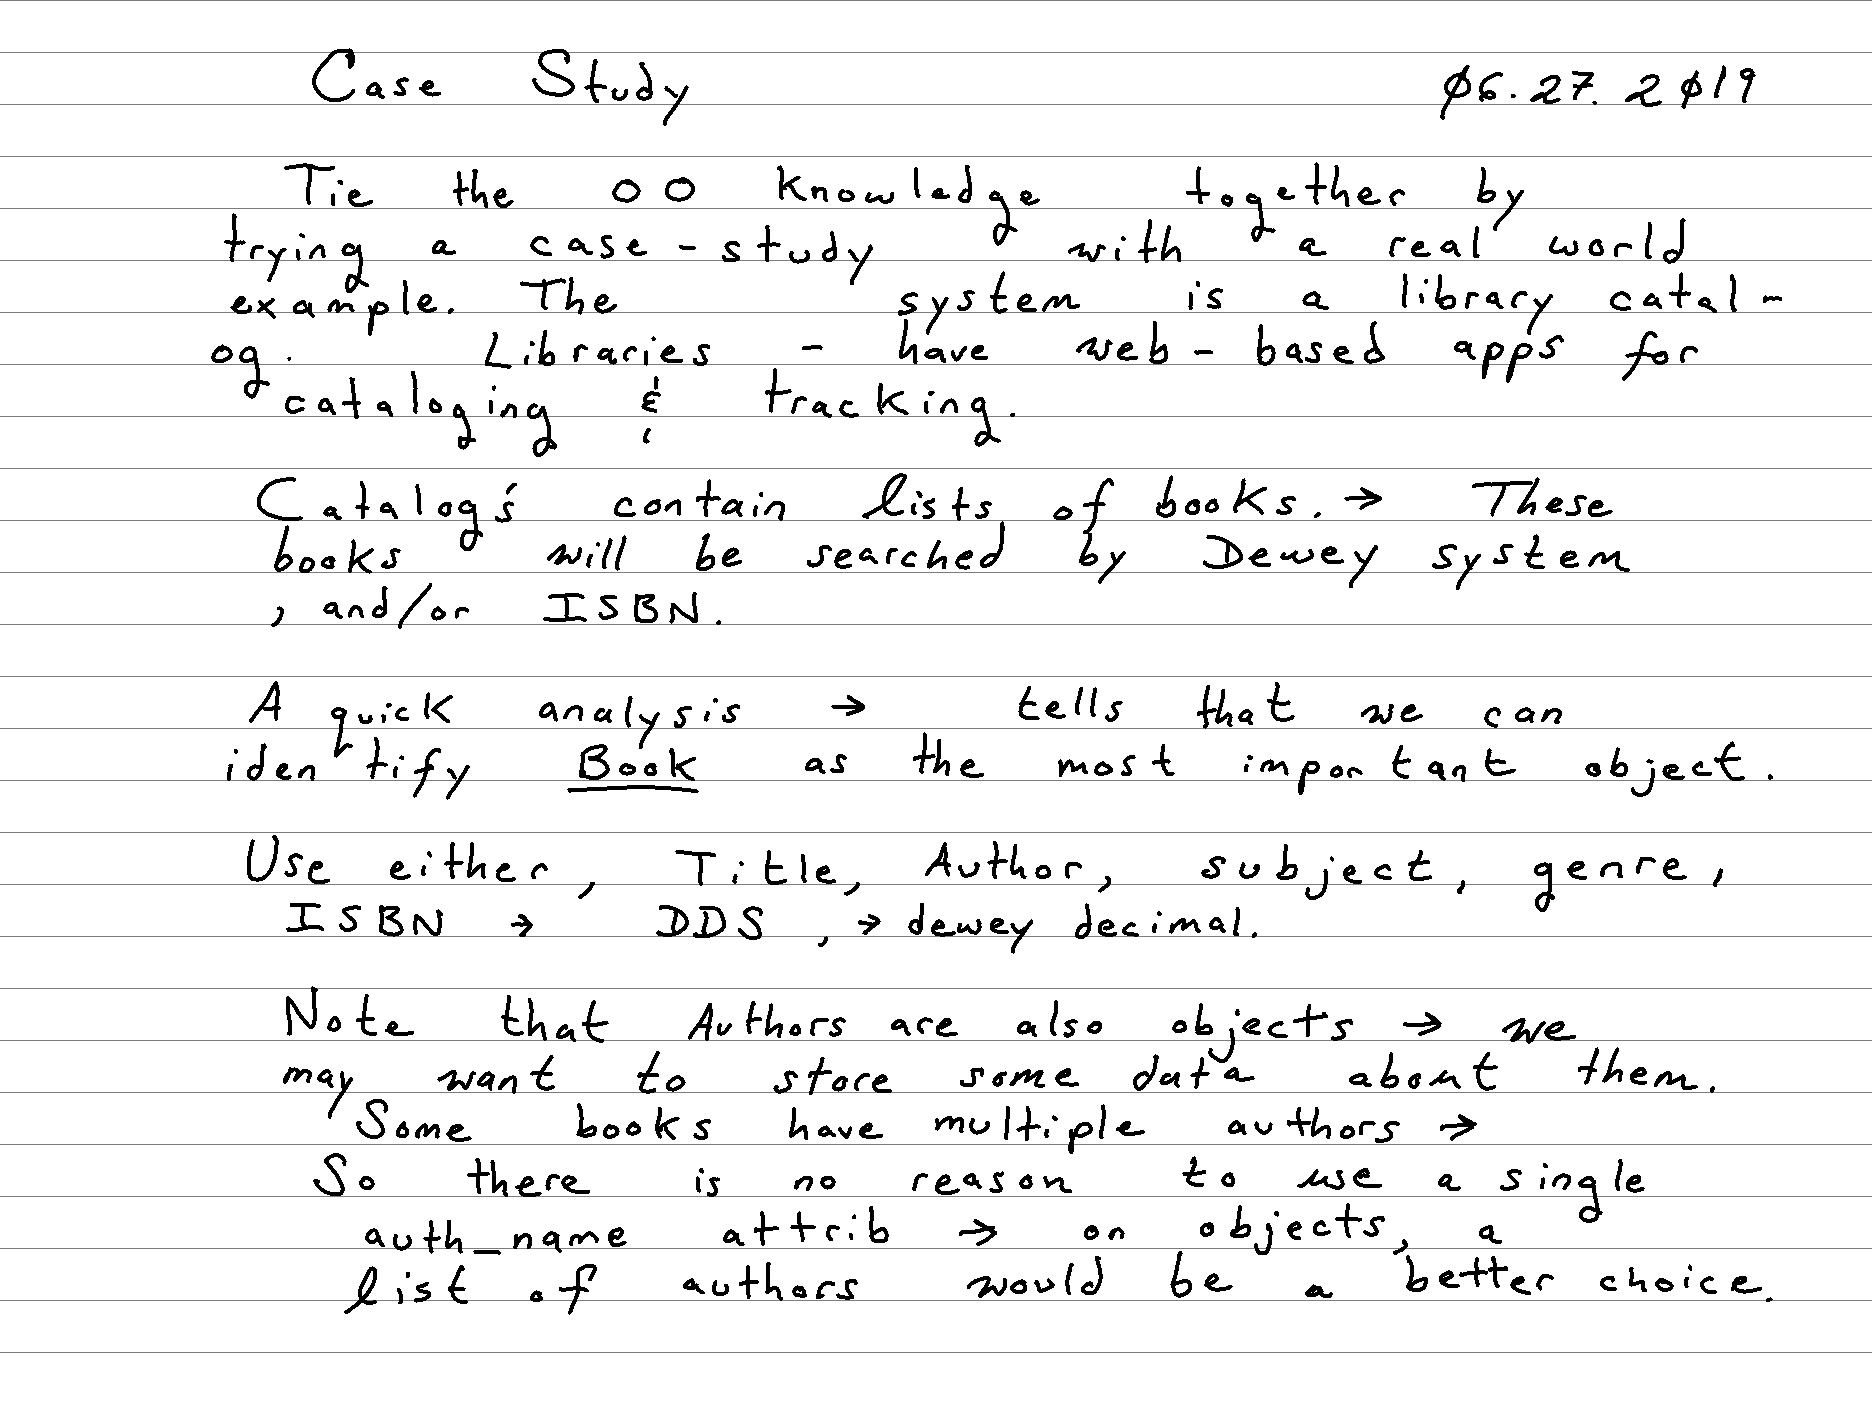 Case Study 06.27.2019
Tie the OO knowledge together by
trying a case-study with a real world
example. The system is a library catal-
og. Libraries - have web-based apps for
cataloging & tracking.
Catalog's contain lists of books. → These
books will be searched by Dewey system
, and/or ISBN.
A quick analysis → tells that we can
identify Book as the most important object.
Use either, Title, Author, subject, genre,
ISBN → DDS, → dewey decimal.
Note that Authors are also objects → we
may want to store some data about them.
Some books have multiple authors →
So there is no reason to use a single
auth_name attrib → on objects, a
list of authors would be a better choice.